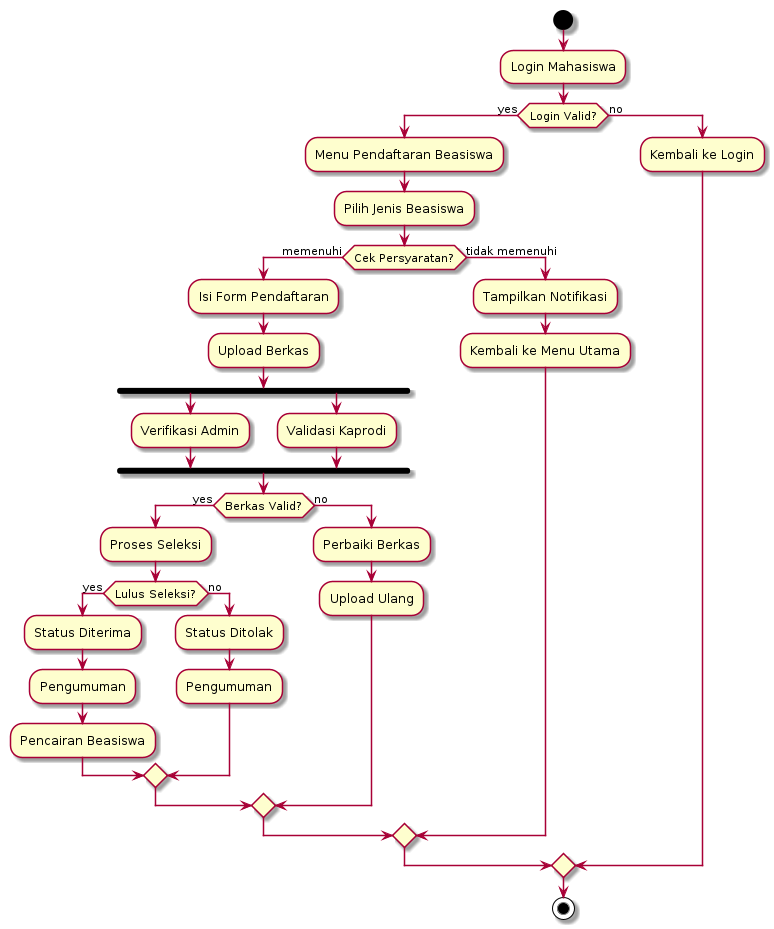 Login Mahasiswa
yes
Login Valid?
no
Menu Pendaftaran Beasiswa
Kembali ke Login
Pilih Jenis Beasiswa
memenuhi
Cek Persyaratan?
tidak memenuhi
Isi Form Pendaftaran
Tampilkan Notifikasi
Upload Berkas
Kembali ke Menu Utama
Verifikasi Admin
Validasi Kaprodi
yes
Berkas Valid?
no
Proses Seleksi
Perbaiki Berkas
yes
Lulus Seleksi?
no
Upload Ulang
Status Diterima
Status Ditolak
Pengumuman
Pengumuman
Pencairan Beasiswa